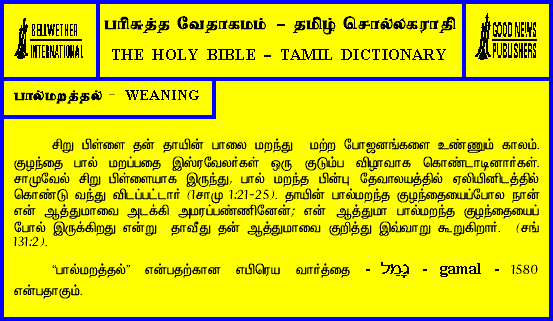 BELLWETHER INTERNATIONAL
பரிசுத்த வேதாகமம் – தமிழ் சொல்லகராதி
THE HOLY BIBLE – TAMIL DICTIONARY
GOOD NEWS PUBLISHERS
பால்மறத்தல் – WEANING
சிறு பிள்ளை தன் தாயின் பாலை மறந்து மற்ற போஜனங்களை உண்ணும் காலம்.
குழந்தை பால் மறப்பதை இஸ்ரவேலர்கள் ஒரு குடும்ப விழாவாக கொண்டாடினார்கள்.
சாமுவேல் சிறு பிள்ளையாக இருந்து, பால் மறந்த பின்பு தேவாலயத்தில் ஏலியினிடத்தில்
கொண்டு வந்து விடப்பட்டார் (1சாமு 1:21-25). தாயின் பால்மறந்த குழந்தையைப்போல நான்
என் ஆத்துமாவை அடக்கி அமரப்பண்ணினேன்; என் ஆத்துமா பால்மறந்த குழந்தையைப்
போல் இருக்கிறது என்று தாவீது தன் ஆத்துமாவை குறித்து இவ்வாறு கூறுகிறார். (சங்
131:2).
“பால்மறத்தல்” என்பதற்கான எபிரெய வார்த்தை - גָּמַל - gamal - 1580
என்பதாகும்.